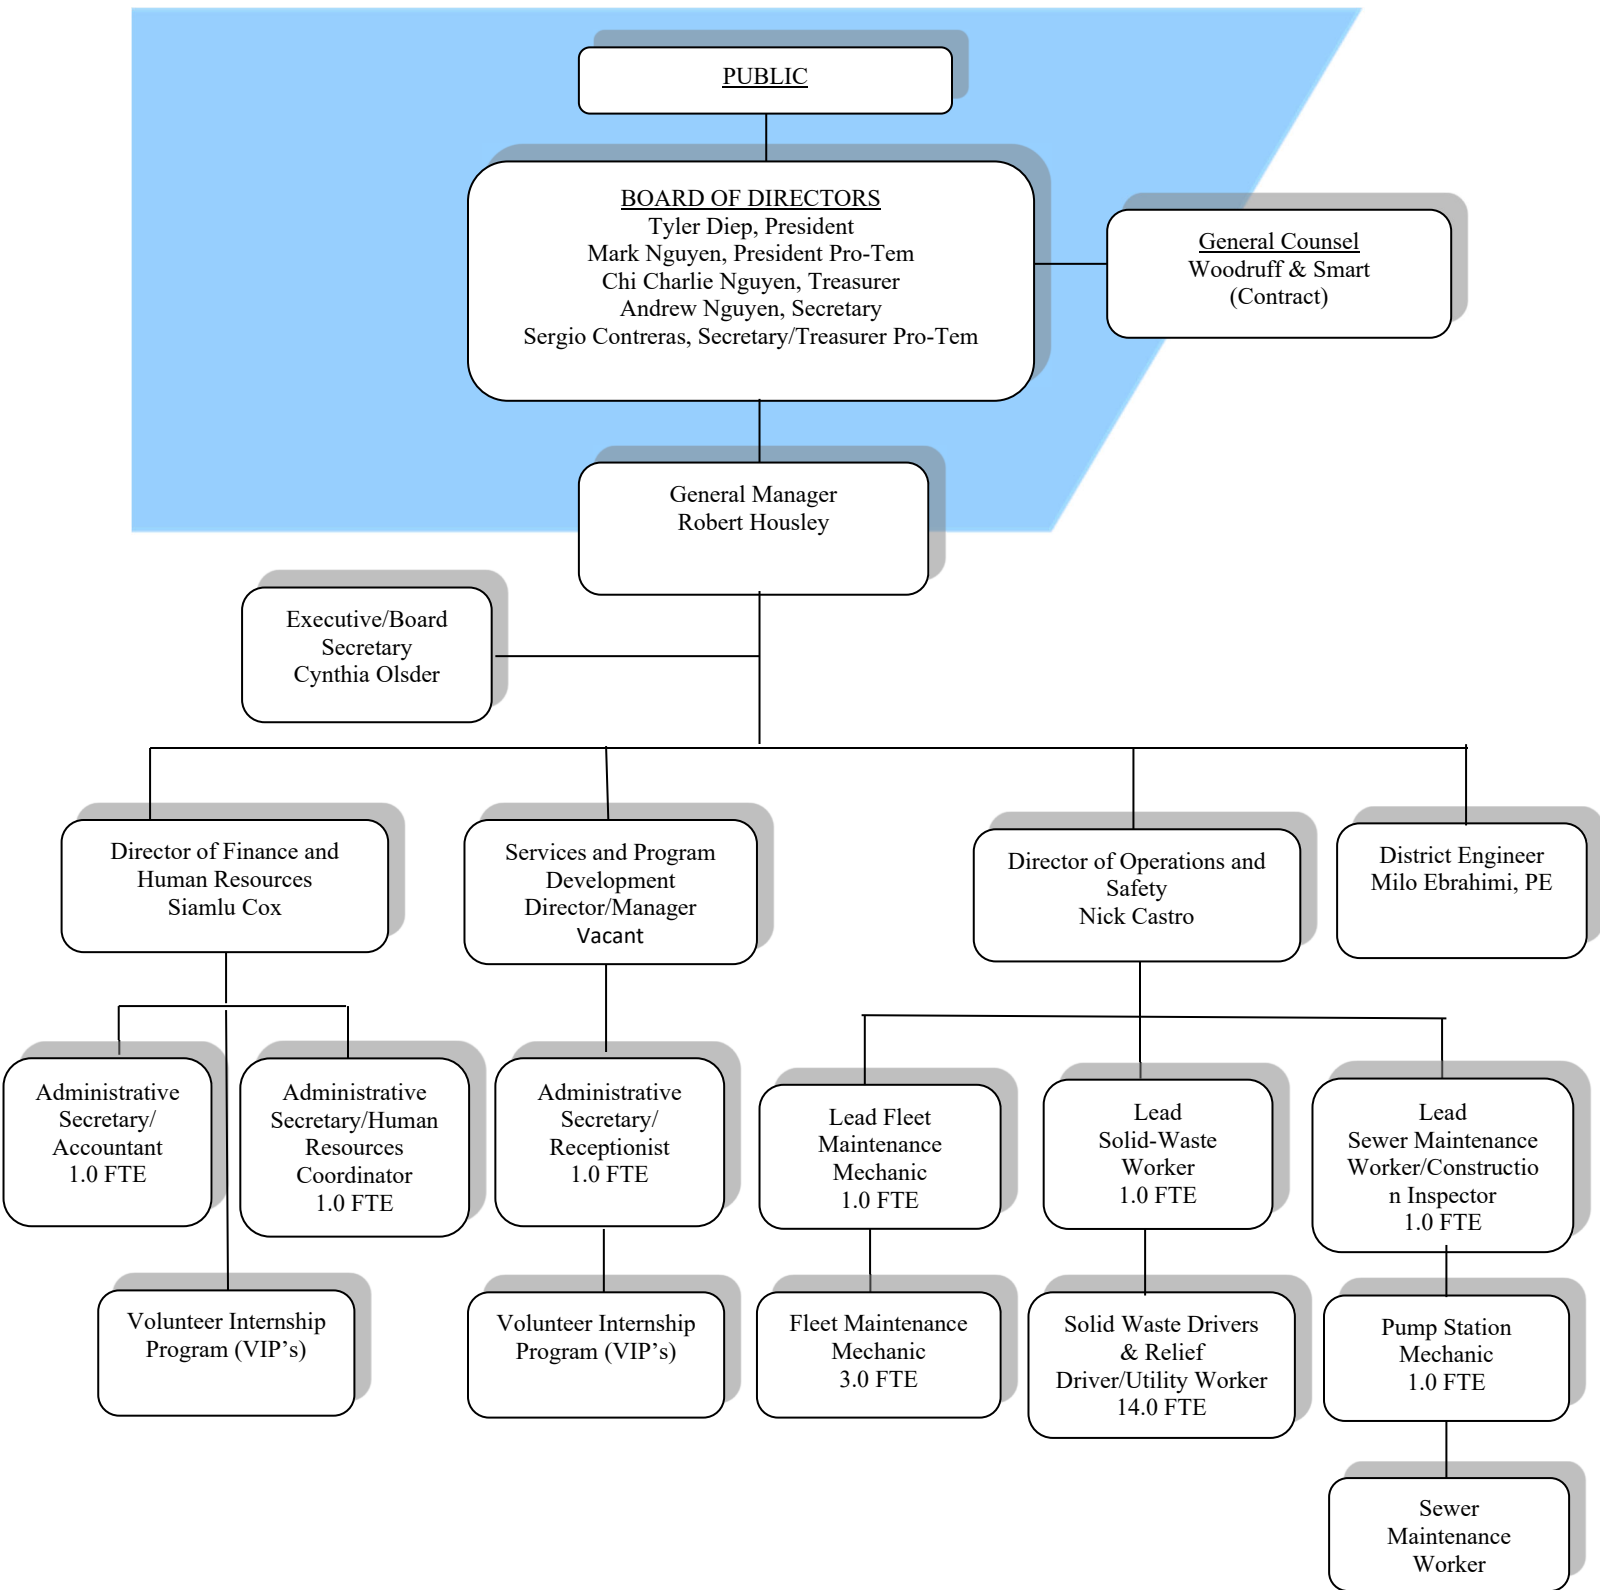 PUBLIC
BOARD OF DIRECTORS
Tyler Diep, President
Mark Nguyen, President Pro-Tem
Chi Charlie Nguyen, Treasurer
Andrew Nguyen, Secretary
Sergio Contreras, Secretary/Treasurer Pro-Tem
General Counsel
Woodruff & Smart
(Contract)
General Manager
Robert Housley
Executive/Board
Secretary
Cynthia Olsder
Director of Finance and
Human Resources
Siamlu Cox
Services and Program
Development
Director/Manager
Vacant
Director of Operations and
Safety
Nick Castro
District Engineer
Milo Ebrahimi, PE
Administrative
Secretary/
Accountant
1.0 FTE
Administrative
Secretary/Human
Resources
Coordinator
1.0 FTE
Administrative
Secretary/
Receptionist
1.0 FTE
Lead Fleet
Maintenance
Mechanic
1.0 FTE
Lead
Solid-Waste
Worker
1.0 FTE
Lead
Sewer Maintenance
Worker/Constructio
n Inspector
1.0 FTE
Volunteer Internship
Program (VIP’s)
Volunteer Internship
Program (VIP’s)
Fleet Maintenance
Mechanic
3.0 FTE
Solid Waste Drivers
& Relief
Driver/Utility Worker
14.0 FTE
Pump Station
Mechanic
1.0 FTE
Sewer
Maintenance
Worker